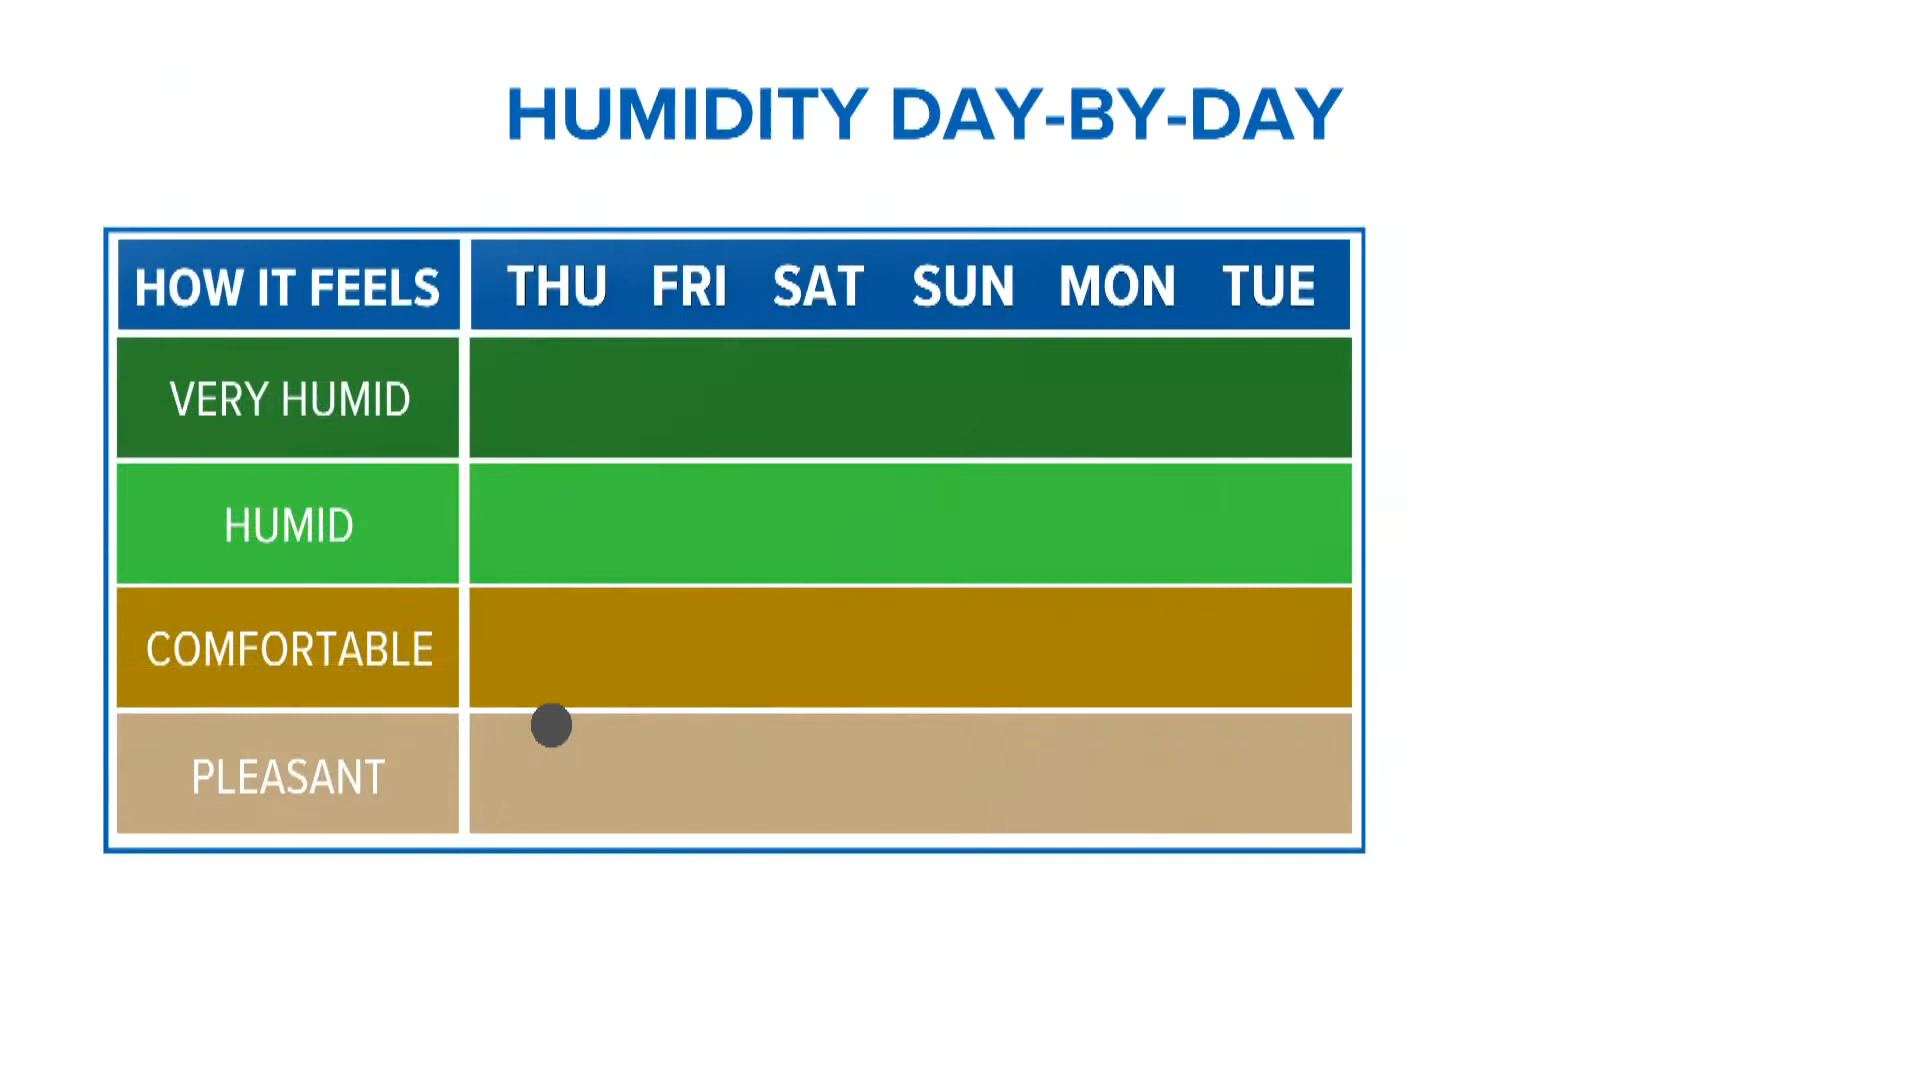 HUMIDITY DAY-BY-DAY
HOW IT FEELS THU FRI SAT SUN MON TUE
VERY HUMID
HUMID
COMFORTABLE
PLEASANT